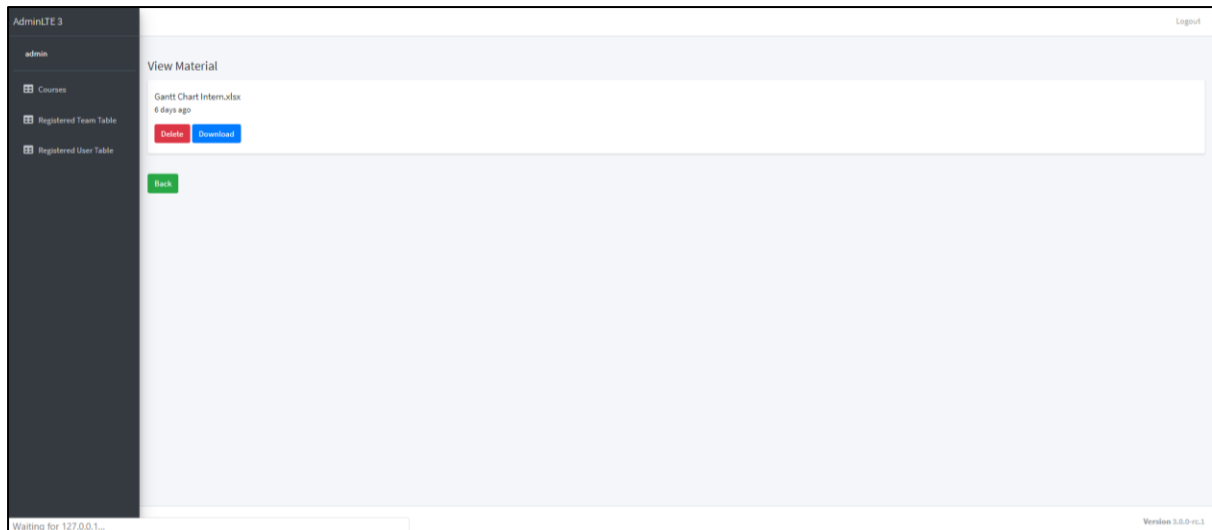 AdminLTE 3
Logout
admin
Courses
Registered Team Table
Registered User Table
View Material
Gantt Chart Intern.xlsx
6 days ago
Delete Download
Back
Waiting for 127.0.0.1...
Version 3.0.0-rc.1